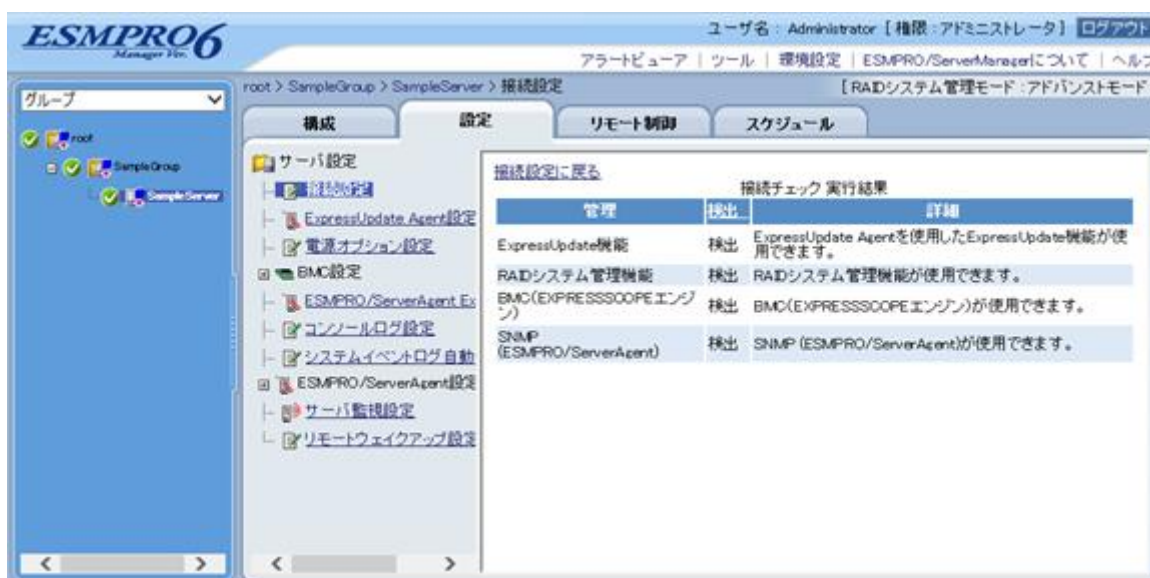 ESMPRO6
Manager Ver.
ユーザ名 : Administrator [ 権限 : アドミニストレータ ] ログアウト
アラートビューア | ツール | 環境設定 | ESMPRO/ServerManagerについて | ヘルプ
グループ
root > SampleGroup > SampleServer > 接続設定
[ RAIDシステム管理モード : アドバンストモード
root
SampleGroup
SampleServer
構成
設定
リモート制御
スケジュール
サーバ設定
接続設定
ExpressUpdate Agent設定
電源オプション設定
BMC設定
ESMPRO/ServerAgent Ex
コンソールログ設定
システムイベントログ自動
ESMPRO/ServerAgent設定
サーバ監視設定
リモートウェイクアップ設定
接続設定に戻る
接続チェック 実行結果
管理 検出 詳細
ExpressUpdate機能 検出 ExpressUpdate Agentを使用したExpressUpdate機能が使
用できます。
RAIDシステム管理機能 検出 RAIDシステム管理機能が使用できます。
BMC(EXPRESSSCOPEエンジ
ン) 検出 BMC(EXPRESSSCOPEエンジン)が使用できます。
SNMP
(ESMPRO/ServerAgent) 検出 SNMP (ESMPRO/ServerAgent)が使用できます。